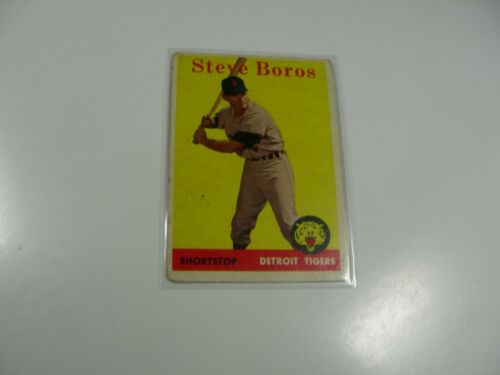 Steve Boros
SHORTSTOP DETROIT TIGERS